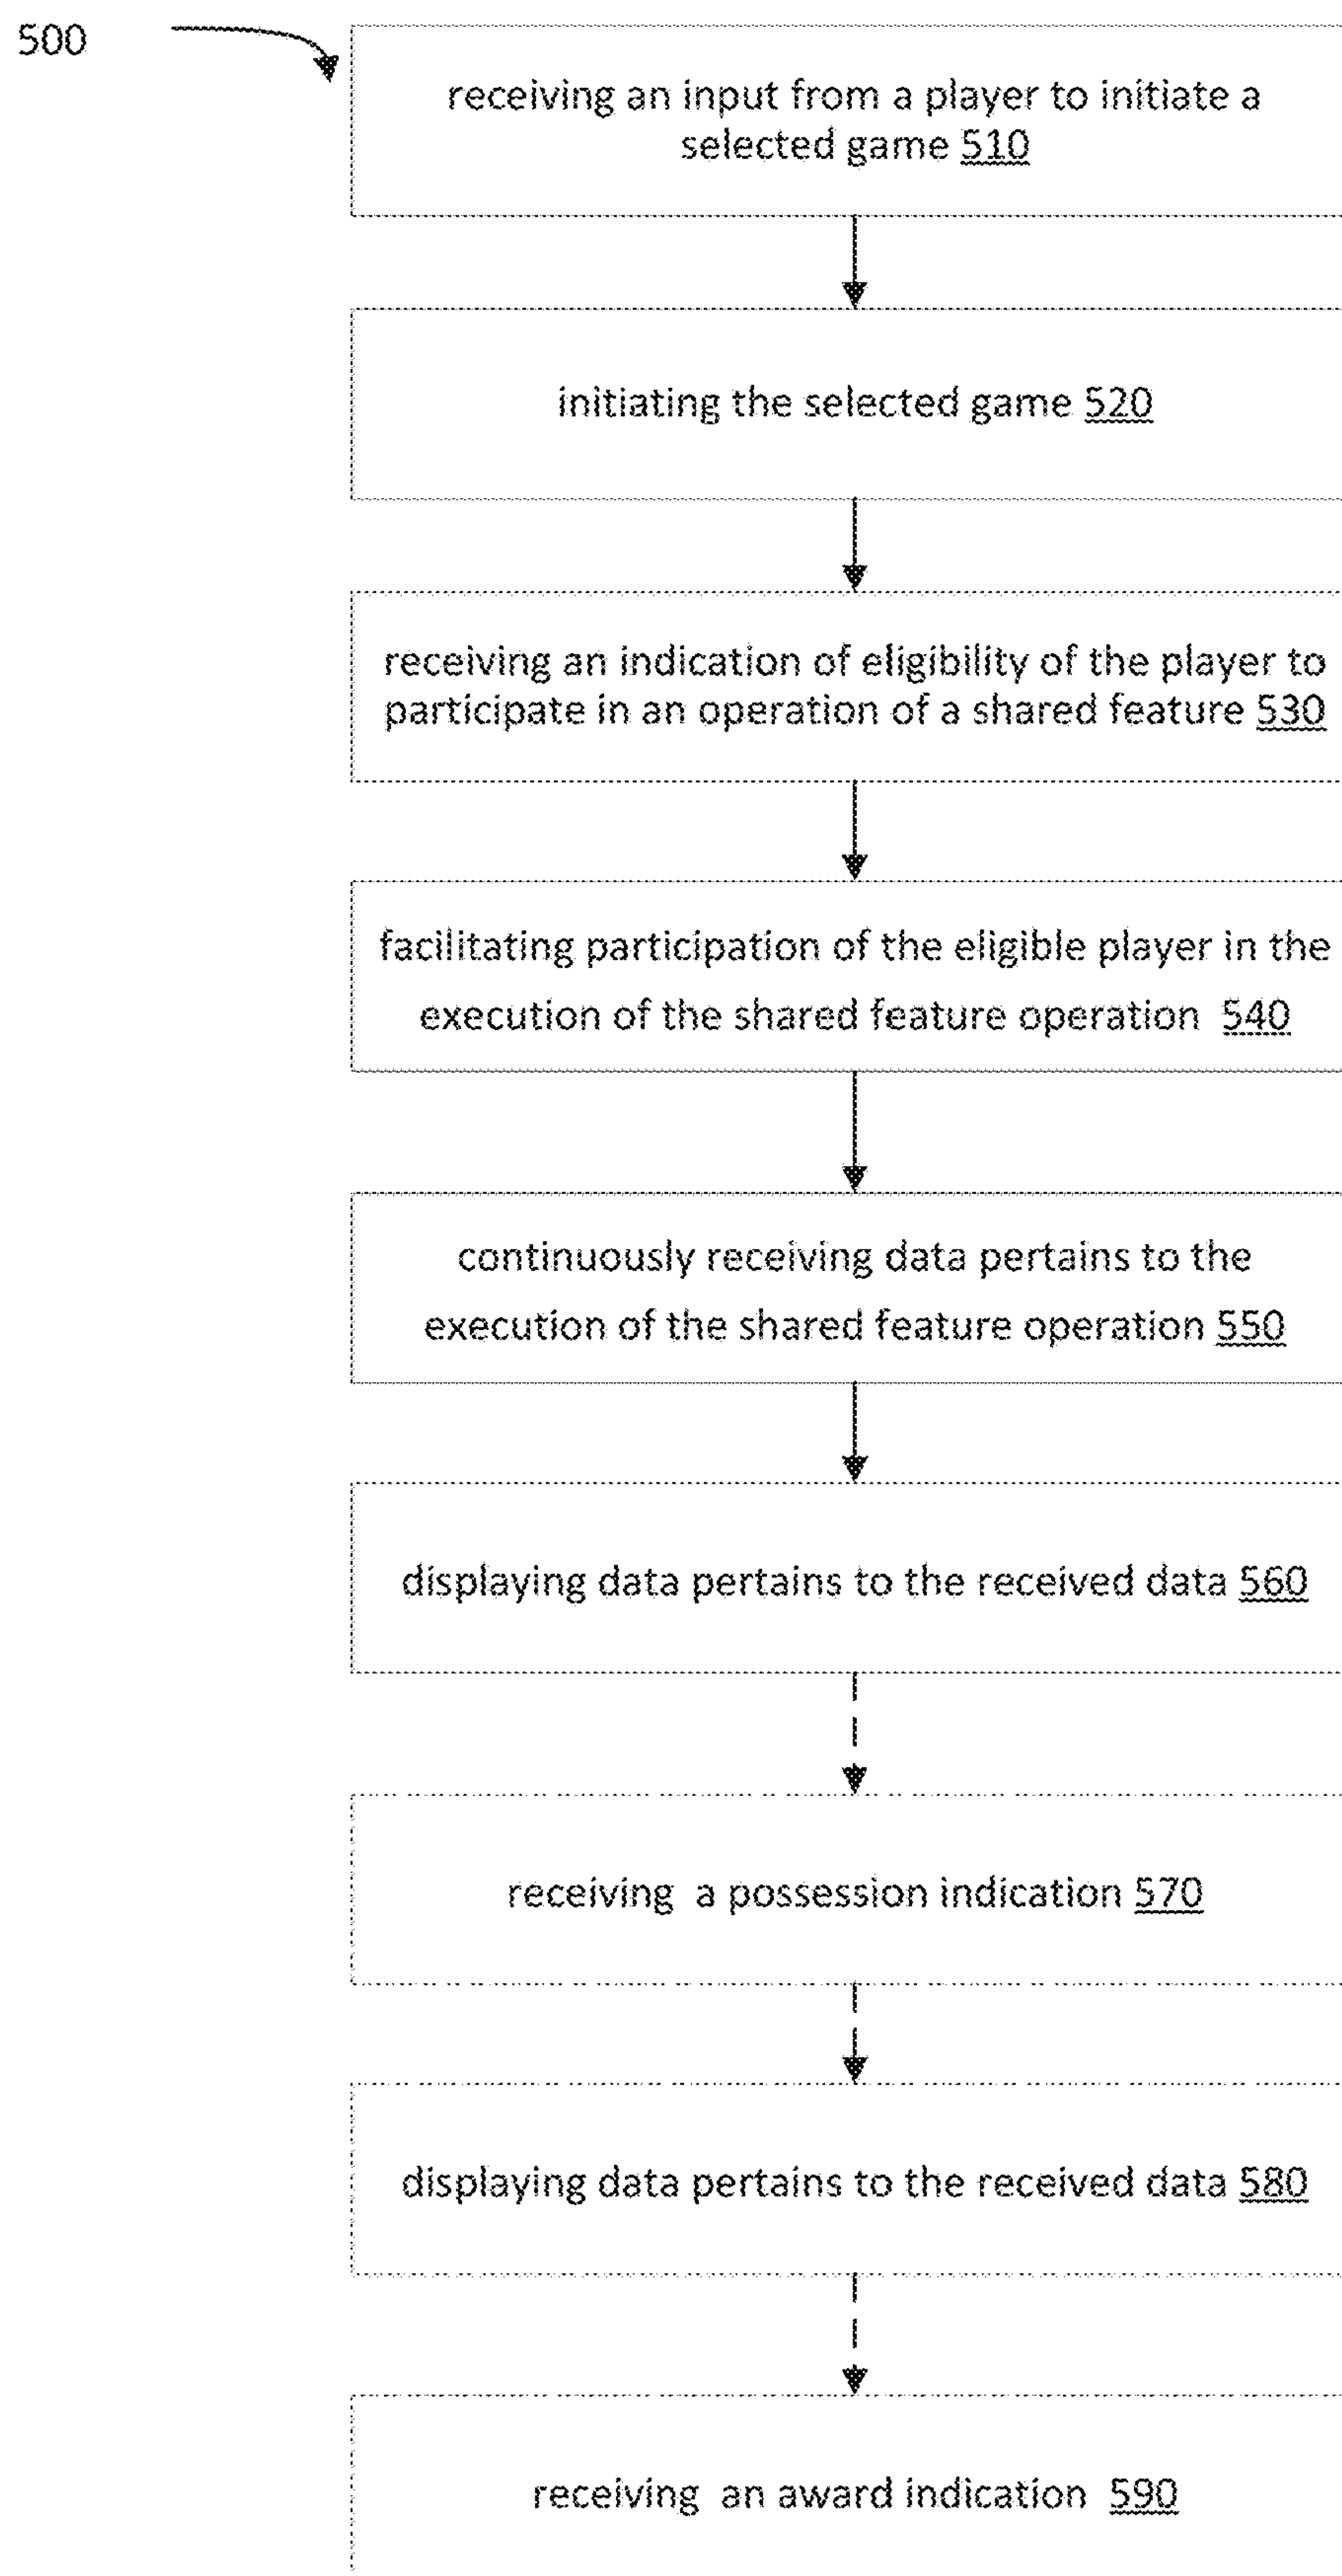 500
receiving an input from a player to initiate a
selected game 510
initiating the selected game 520
receiving an indication of eligibility of the player to
participate in an operation of a shared feature 530
facilitating participation of the eligible player in the
execution of the shared feature operation 540
continuously receiving data pertains to the
execution of the shared feature operation 550
displaying data pertains to the received data 560
receiving a possession indication 570
displaying data pertains to the received data 580
receiving an award indication 590